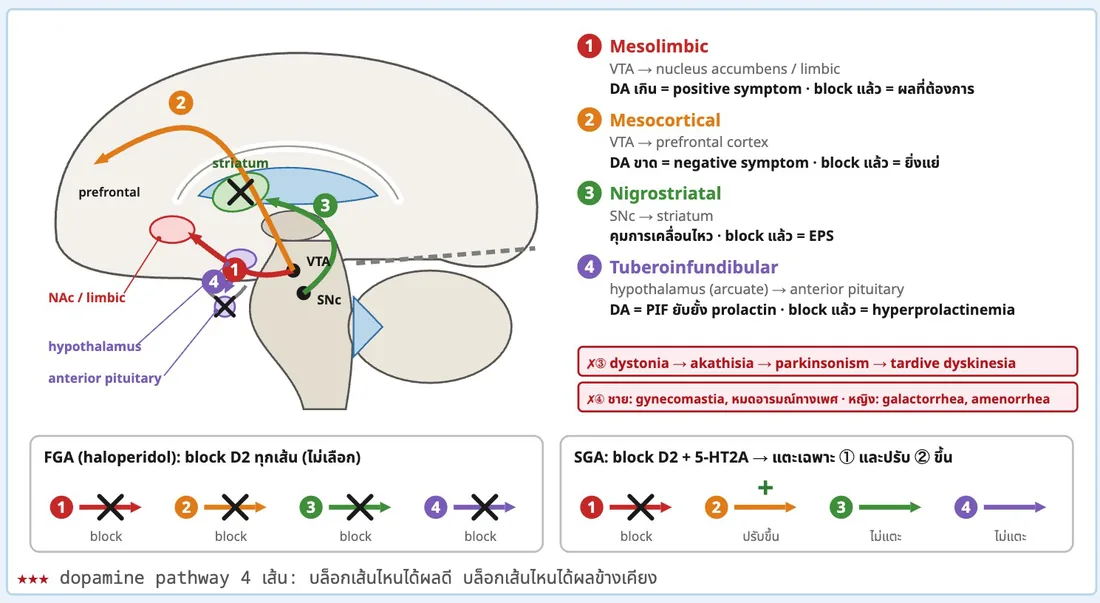 2
striatum
prefrontal
3
VTA
1
4
SNc
NAc / limbic
hypothalamus
anterior pituitary
1 Mesolimbic
VTA → nucleus accumbens / limbic
DA เกิน = positive symptom · block แล้ว = ผลที่ต้องการ
2 Mesocortical
VTA → prefrontal cortex
DA ขาด = negative symptom · block แล้ว = ยิ่งแย่
3 Nigrostriatal
SNc → striatum
คุมการเคลื่อนไหว · block แล้ว = EPS
4 Tuberoinfundibular
hypothalamus (arcuate) → anterior pituitary
DA = PIF ยับยั้ง prolactin · block แล้ว = hyperprolactinemia
✗③ dystonia → akathisia → parkinsonism → tardive dyskinesia
✗④ ชาย: gynecomastia, หมดอารมณ์ทางเพศ · หญิง: galactorrhea, amenorrhea
FGA (haloperidol): block D2 ทุกเส้น (ไม่เลือก)
1 2 3 4
block block block block
SGA: block D2 + 5-HT2A → แตะเฉพาะ ① และปรับ ② ขึ้น
+
1 2 3 4
block ปรับขึ้น ไม่แตะ ไม่แตะ
★★★ dopamine pathway 4 เส้น: บล็อกเส้นไหนได้ผลดี บล็อกเส้นไหนได้ผลข้างเคียง